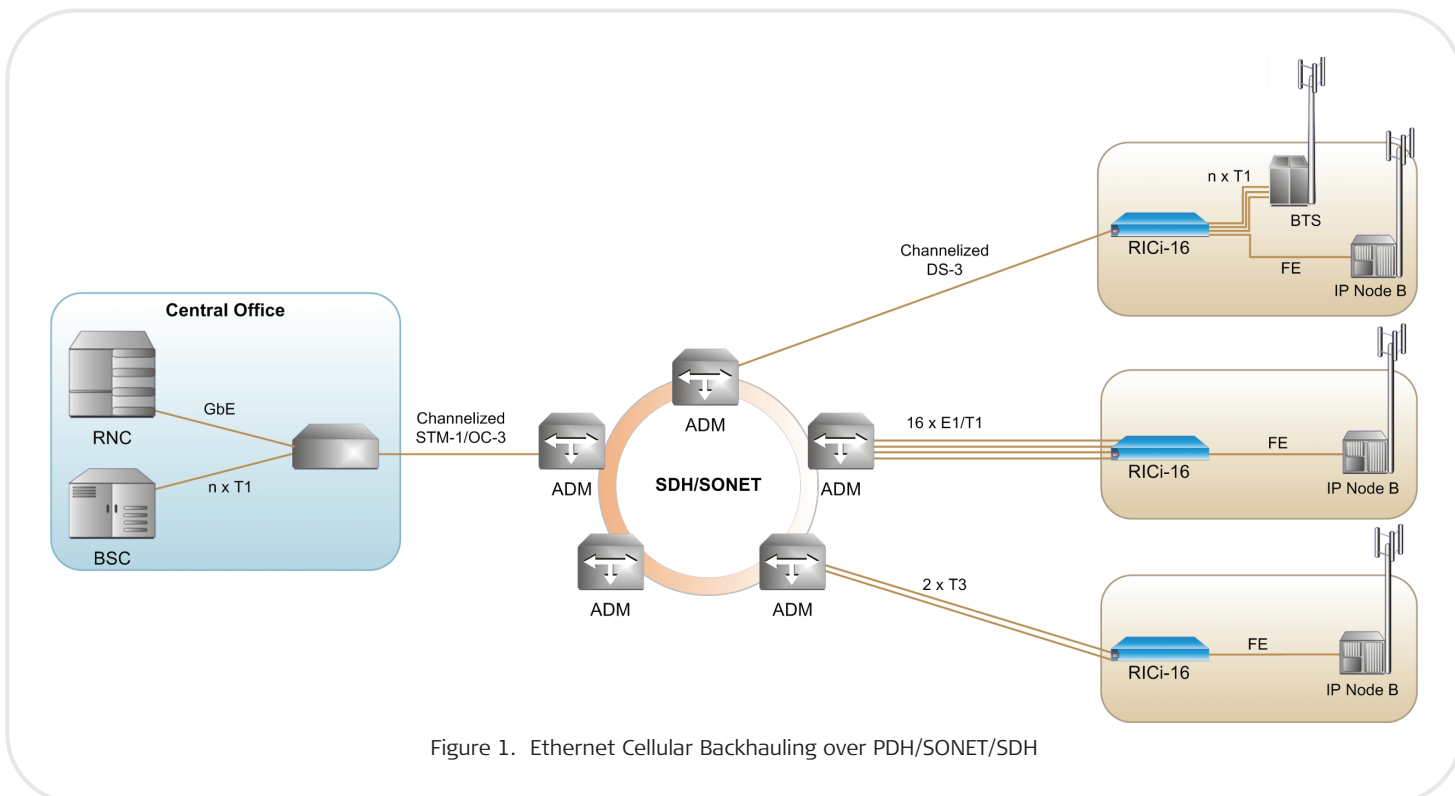 Central Office
RNC
GbE
BSC
n x T1
Channelized
STM-1/OC-3
ADM
ADM
SDH/SONET
ADM
ADM
ADM
Channelized
DS-3
16 x E1/T1
2 x T3
n x T1
BTS
RICi-16
FE
IP Node B
RICi-16
FE
IP Node B
RICi-16
FE
IP Node B
Figure 1. Ethernet Cellular Backhauling over PDH/SONET/SDH